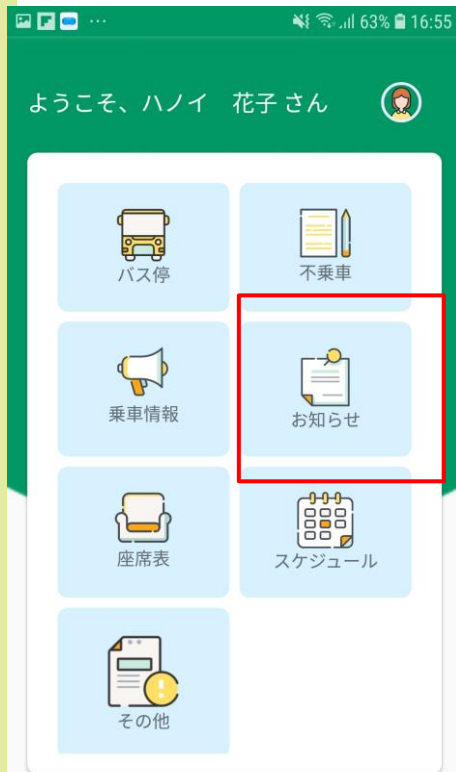 63% 16:55
ようこそ、ハノイ　花子 さん
バス停
不乗車
乗車情報
お知らせ
座席表
スケジュール
その他